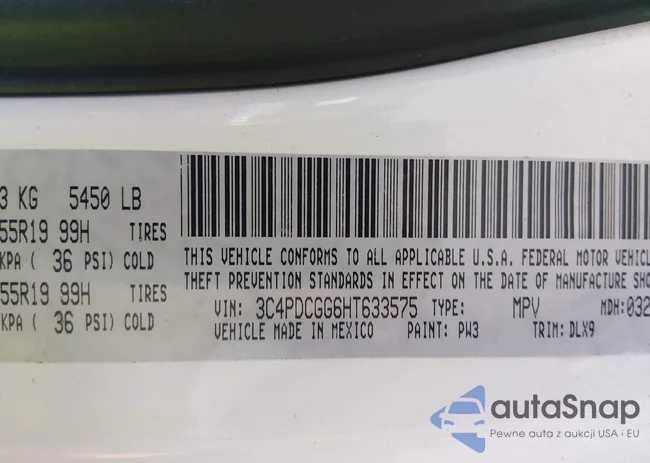 3 KG 5450 LB
55R19 99H TIRES
KPA ( 36 PSI) COLD
55R19 99H TIRES
KPA ( 36 PSI) COLD
THIS VEHICLE CONFORMS TO ALL APPLICABLE U.S.A. FEDERAL MOTOR VEHICL
THEFT PREVENTION STANDARDS IN EFFECT ON THE DATE OF MANUFACTURE SHO
VIN: 3C4PDCGG6HT633575 TYPE: MPV MDH:032
VEHICLE MADE IN MEXICO PAINT: PW3 TRIM: DLX9
autaSnap
Pewne auta z aukcji USA i EU